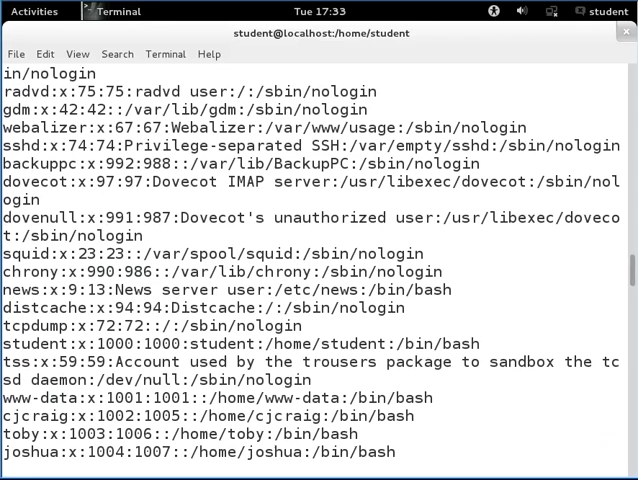 Activities Terminal Tue 17:33 student
student@localhost:/home/student
File Edit View Search Terminal Help
in/nologin
radvd:x:75:75:radvd user:/:/sbin/nologin
gdm:x:42:42::/var/lib/gdm:/sbin/nologin
webalizer:x:67:67:Webalizer:/var/www/usage:/sbin/nologin
sshd:x:74:74:Privilege-separated SSH:/var/empty/sshd:/sbin/nologin
backuppc:x:992:988::/var/lib/BackupPC:/sbin/nologin
dovecot:x:97:97:Dovecot IMAP server:/usr/libexec/dovecot:/sbin/nol
ogin
dovenull:x:991:987:Dovecot's unauthorized user:/usr/libexec/doveco
t:/sbin/nologin
squid:x:23:23::/var/spool/squid:/sbin/nologin
chrony:x:990:986::/var/lib/chrony:/sbin/nologin
news:x:9:13:News server user:/etc/news:/bin/bash
distcache:x:94:94:Distcache:/:/sbin/nologin
tcpdump:x:72:72::/:/sbin/nologin
student:x:1000:1000:student:/home/student:/bin/bash
tss:x:59:59:Account used by the trousers package to sandbox the tc
sd daemon:/dev/null:/sbin/nologin
www-data:x:1001:1001::/home/www-data:/bin/bash
cjcraig:x:1002:1005::/home/cjcraig:/bin/bash
toby:x:1003:1006::/home/toby:/bin/bash
joshua:x:1004:1007::/home/joshua:/bin/bash